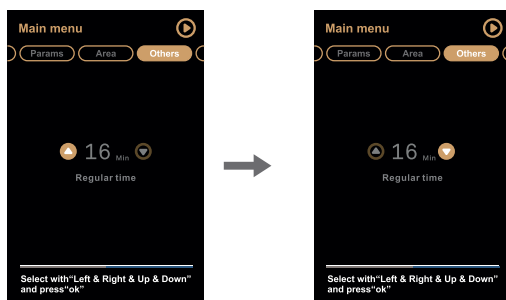 Main menu
Params Area Others
16 Min
Regular time
Select with“Left & Right & Up & Down”
and press“ok”
Main menu
Params Area Others
16 Min
Regular time
Select with“Left & Right & Up & Down”
and press“ok”